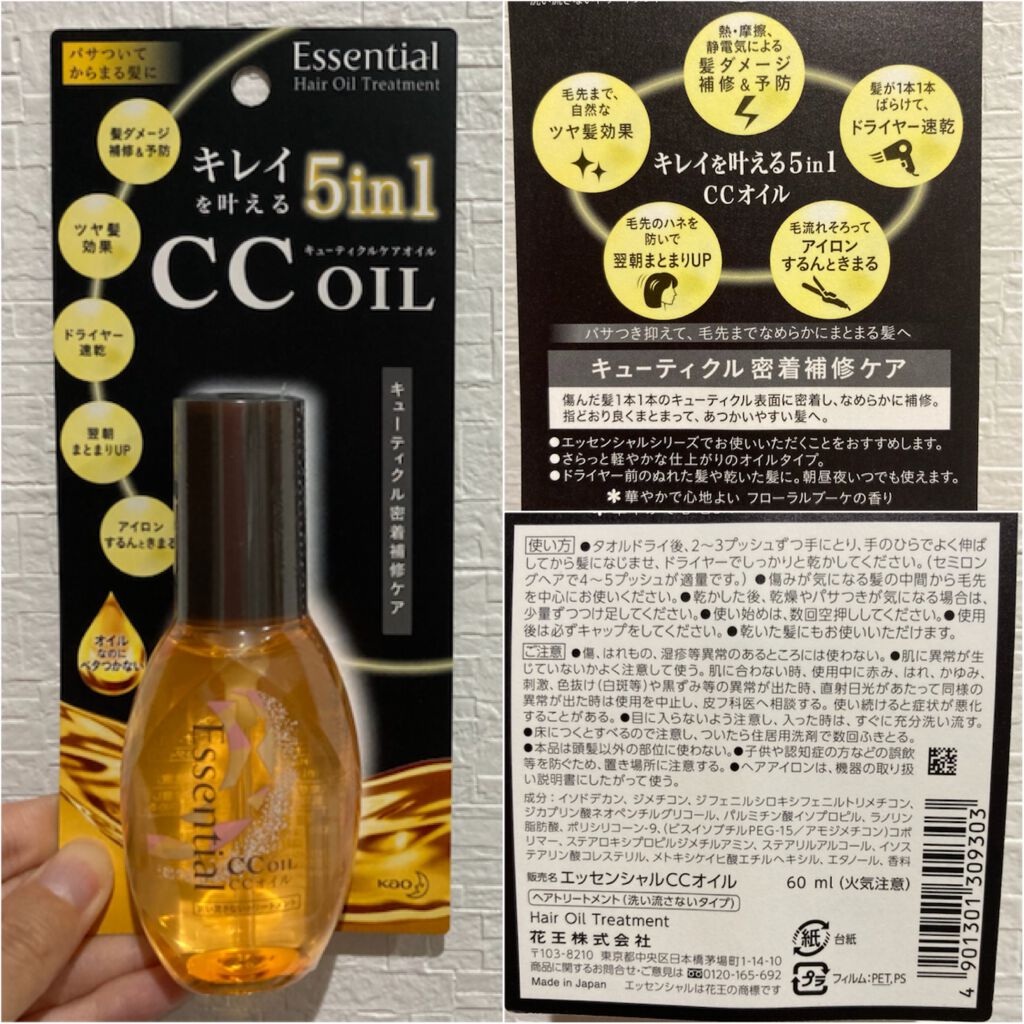 パサついて
からまる髪に
Essential
Hair Oil Treatment
髪ダメージ
補修&予防
キレイ
を叶える
5in1
キューティクルケアオイル
CC OIL
ツヤ髪
効果
ドライヤー
速乾
翌朝
まとまりUP
アイロン
するんときまる
キューティクル密着補修ケア
オイル
なのに
ベタつかない
Essential
CC OIL
CCオイル
洗い流さないトリートメント
Kao
熱・摩擦、
静電気による
髪ダメージ
補修&予防
毛先まで、
自然な
ツヤ髪効果
髪が1本1本
ばらけて、
ドライヤー速乾
キレイを叶える5in1
CCオイル
毛先のハネを
防いで
翌朝まとまりUP
毛流れそろって
アイロン
するんときまる
パサつき抑えて、毛先までなめらかにまとまる髪へ
キューティクル 密着補修ケア
傷んだ髪1本1本のキューティクル表面に密着し、なめらかに補修。
指どおり良くまとまって、あつかいやすい髪へ。
●エッセンシャルシリーズでお使いいただくことをおすすめします。
●さらっと軽やかな仕上がりのオイルタイプ。
●ドライヤー前のぬれた髪や乾いた髪に。朝昼夜いつでも使えます。
✻華やかで心地よい フローラルブーケの香り
使い方 ●タオルドライ後、2〜3プッシュずつ手にとり、手のひらでよく伸ば
してから髪になじませ、ドライヤーでしっかりと乾かしてください。(セミロン
グヘアで4〜5プッシュが適量です。) ●傷みが気になる髪の中間から毛先
を中心にお使いください。●乾かした後、乾燥やパサつきが気になる場合は、
少量ずつつけ足してください。●使い始めは、数回空押ししてください。●使用
後は必ずキャップをしてください。●乾いた髪にもお使いいただけます。
ご注意 ●傷、はれもの、湿疹等異常のあるところには使わない。●肌に異常が生
じていないかよく注意して使う。肌に合わない時、使用中に赤み、はれ、かゆみ、
刺激、色抜け(白斑等)や黒ずみ等の異常が出た時、直射日光があたって同様の
異常が出た時は使用を中止し、皮フ科医へ相談する。使い続けると症状が悪化
することがある。●目に入らないよう注意し、入った時は、すぐに充分洗い流す。
●床につくとすべるので注意し、ついたら住居用洗剤で数回ふきとる。
●本品は頭髪以外の部位に使わない。●子供や認知症の方などの誤飲
等を防ぐため、置き場所に注意する。●ヘアアイロンは、機器の取り扱
い説明書にしたがって使う。
成分:イソドデカン、ジメチコン、ジフェニルシロキシフェニルトリメチコン、
ジカプリン酸ネオペンチルグリコール、パルミチン酸イソプロピル、ラノリン
脂肪酸、ポリシリコーン-9、(ビスイソブチルPEG-15/アモジメチコン)コポ
リマー、ステアロキシプロピルジメチルアミン、ステアリルアルコール、イソス
テアリン酸コレステリル、メトキシケイヒ酸エチルヘキシル、エタノール、香料
販売名 エッセンシャルCCオイル 60 ml (火気注意)
ヘアトリートメント(洗い流さないタイプ)
Hair Oil Treatment
花王株式会社
〒103-8210 東京都中央区日本橋茅場町1-14-10
商品に関するお問合せ・ご意見は 0120-165-692
Made in Japan エッセンシャルは花王の商標です
紙 台紙
プラ フィルム:PET,PS
4 901301 309303